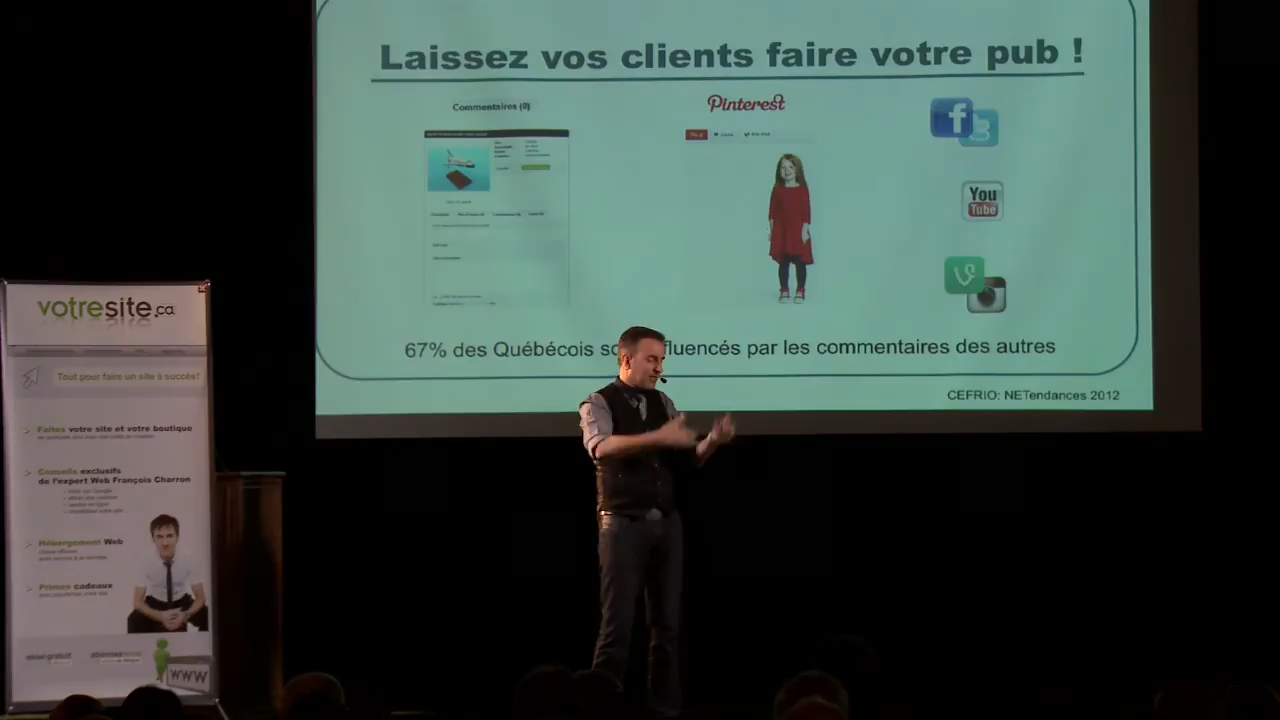 Laissez vos clients faire votre pub !
Commentaires (0)
Pinterest
f
You
Tube
67% des Québécois so fluencés par les commentaires des autres
CEFRIO: NETendances 2012
votresite.ca
Tout pour faire un site à succès!
Faites votre site et votre boutique
Conseils exclusifs
de l'expert Web François Charron
Hébergement Web
Primes cadeaux
WWW